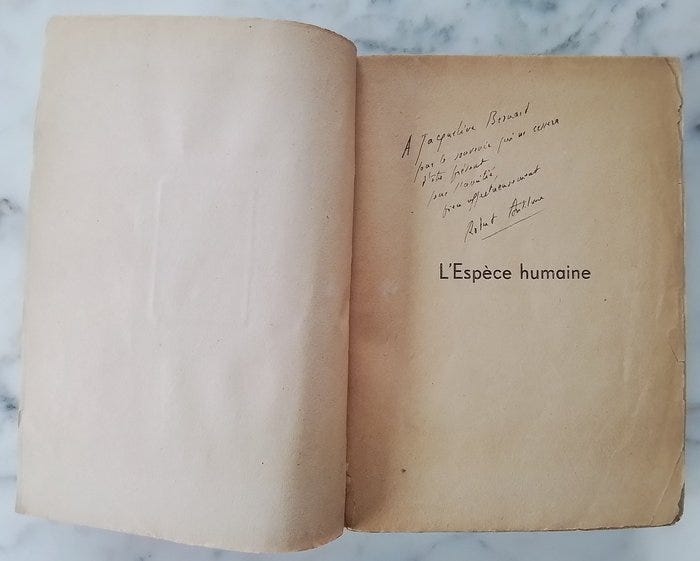 A Jacqueline Bernard
pour le souvenir qui ne cessera
d'être présent
pour l'amitié,
bien affectueusement
Robert Antelme
L'Espèce humaine